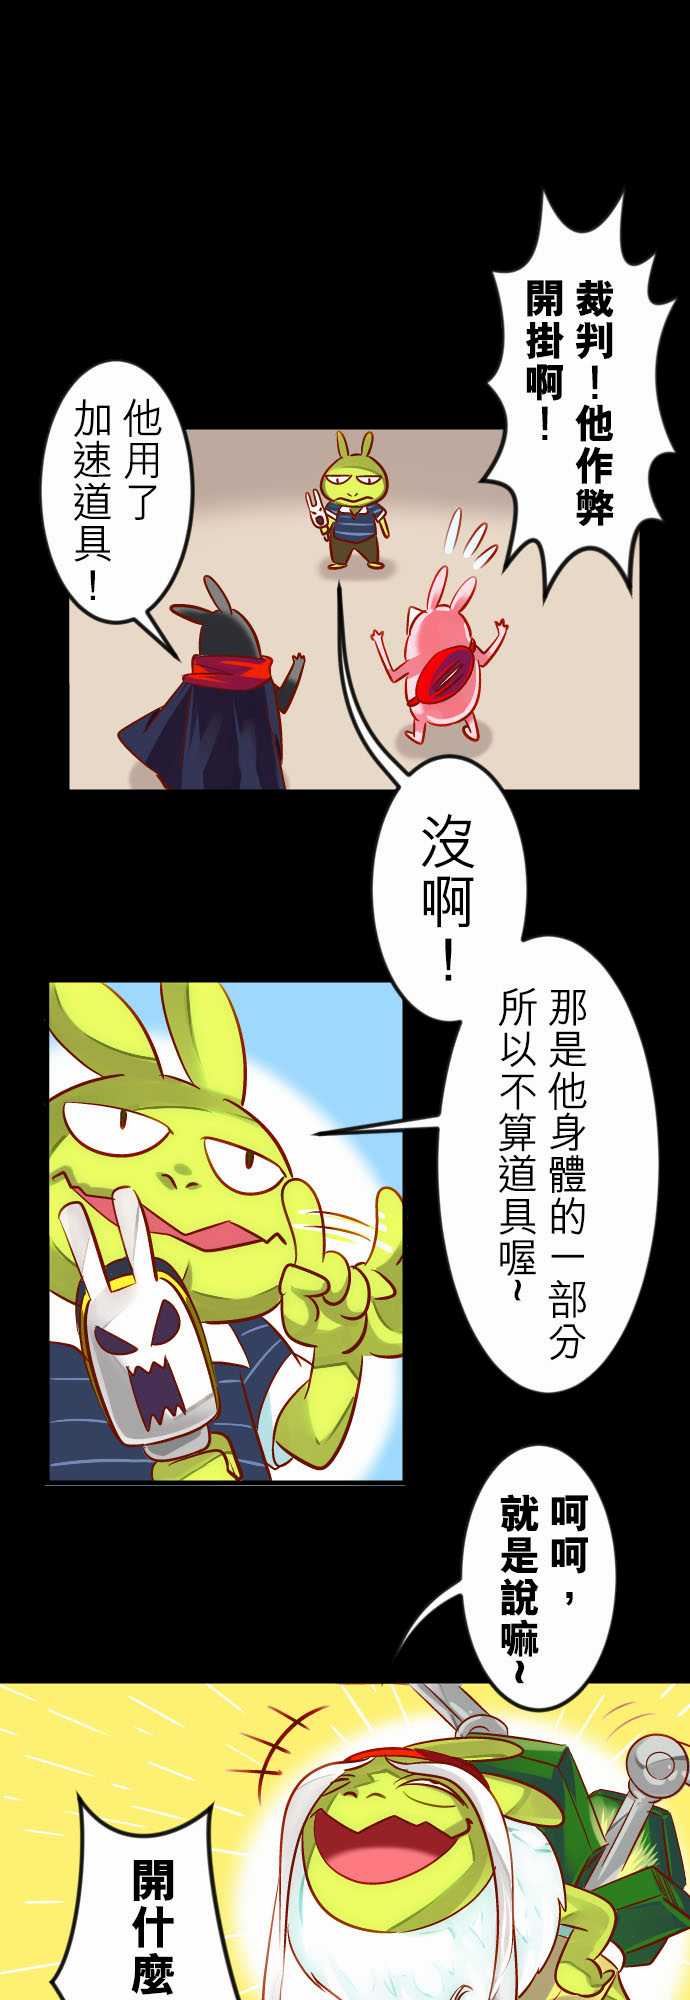 裁判！他作弊
開掛啊！
他用了
加速道具！
沒啊！
那是他身體的一部分
所以不算道具喔~
呵呵，
就是說嘛~
開什麼